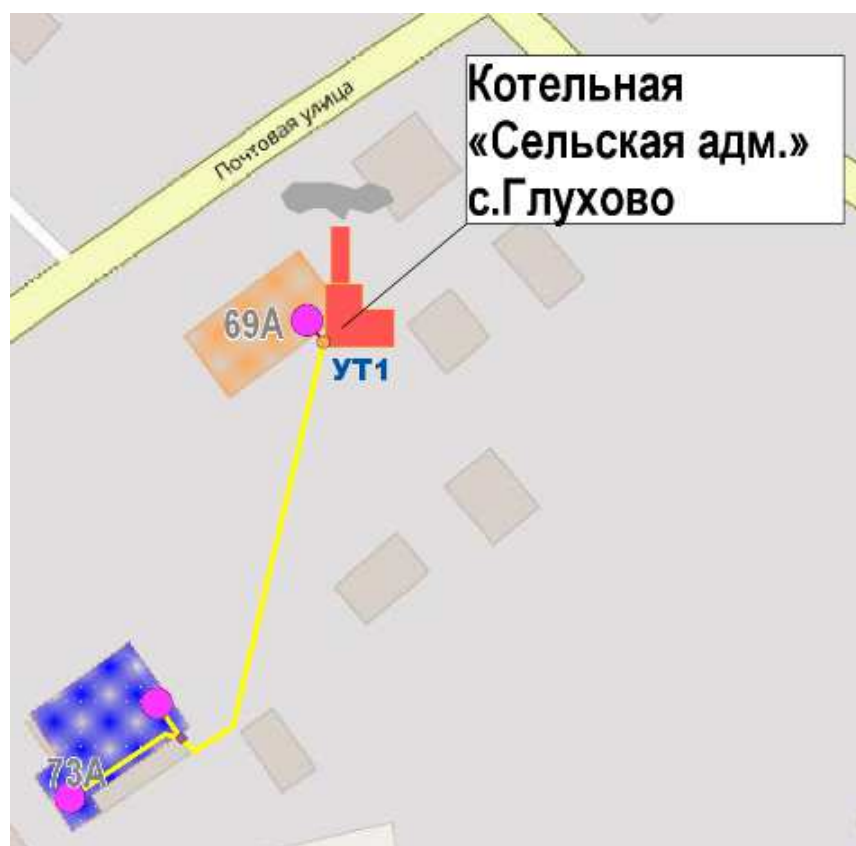 Котельная
«Сельская адм.»
с.Глухово
Почтовая улица
69А
УТ1
73А